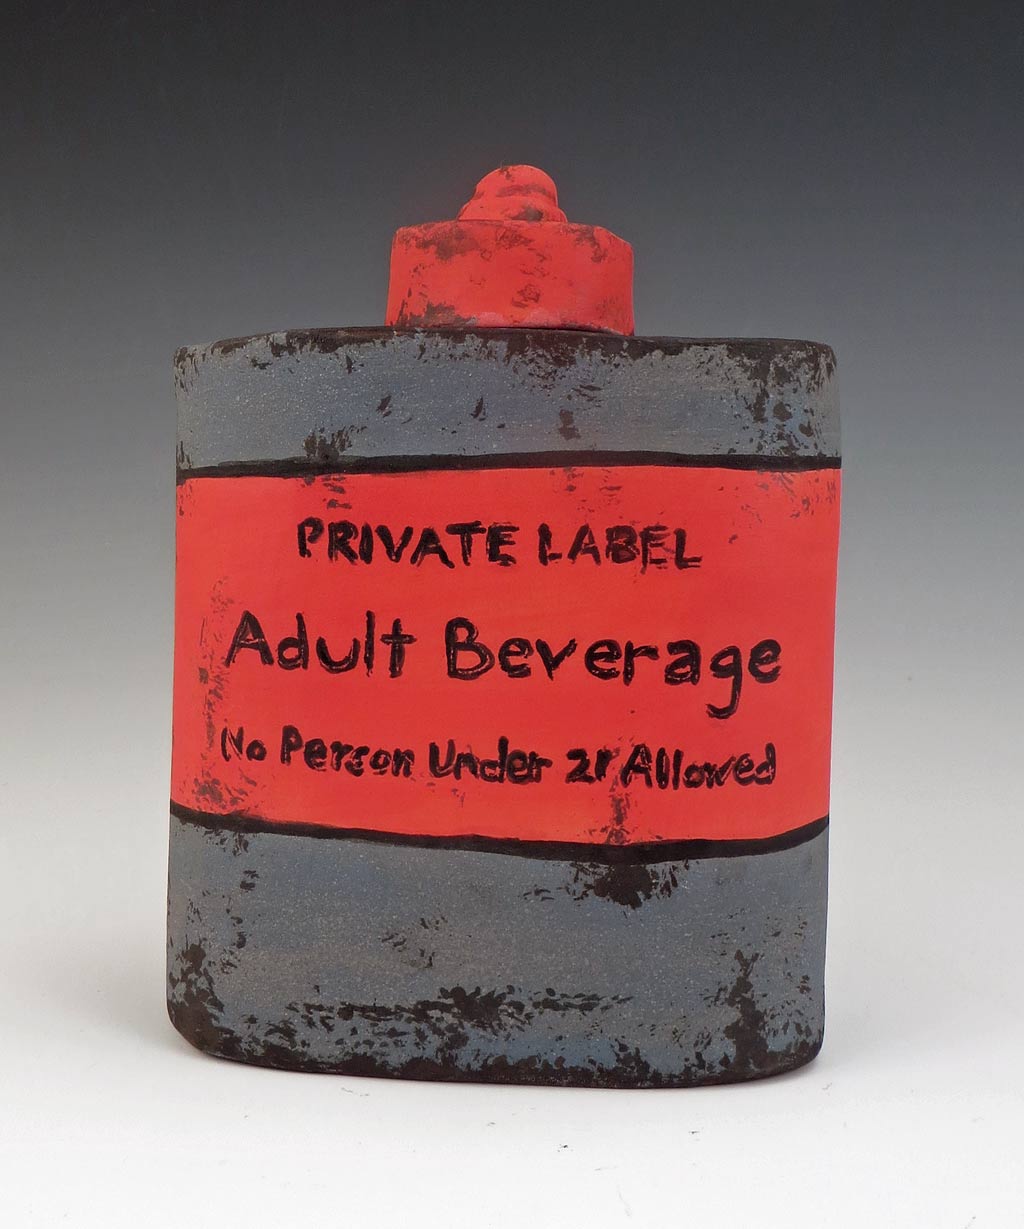 PRIVATE LABEL
Adult Beverage
No Person Under 21 Allowed